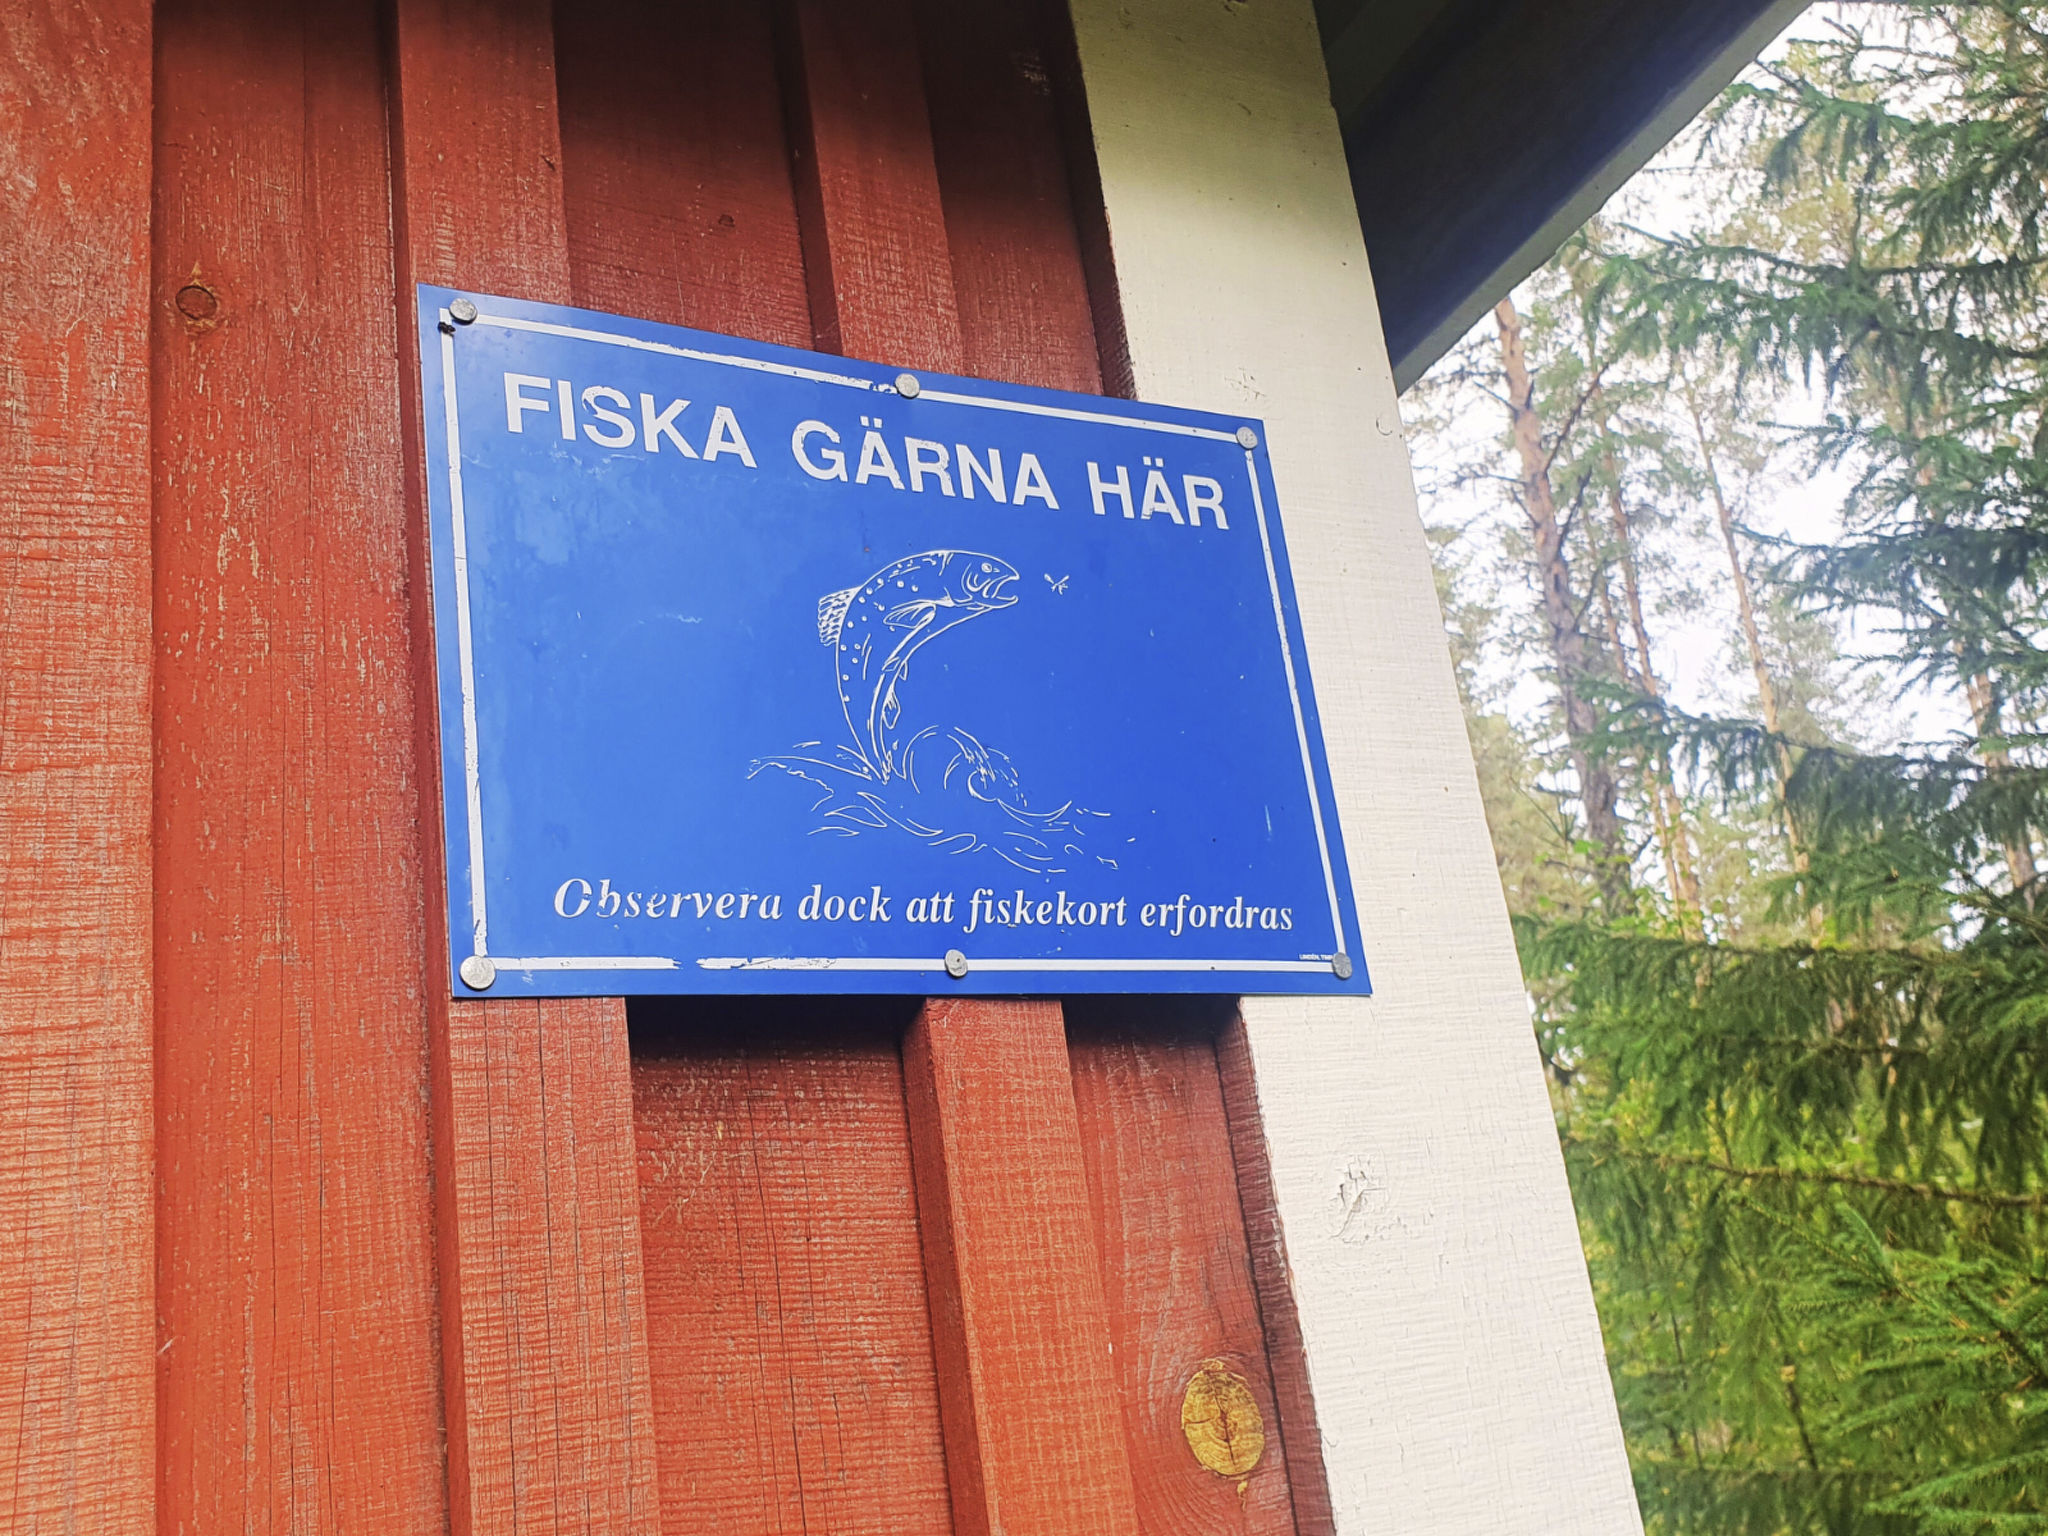 FISKA GÄRNA HÄR
Observera dock att fiskekort erfordras